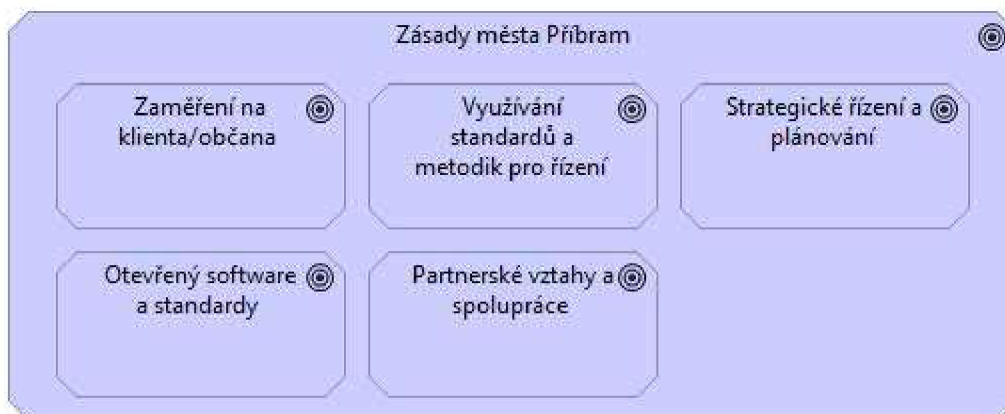 Zásady města Příbram
Zaměření na
klienta/občana
Využívání
standardů a
metodik pro řízení
Strategické řízení a
plánování
Otevřený software
a standardy
Partnerské vztahy a
spolupráce